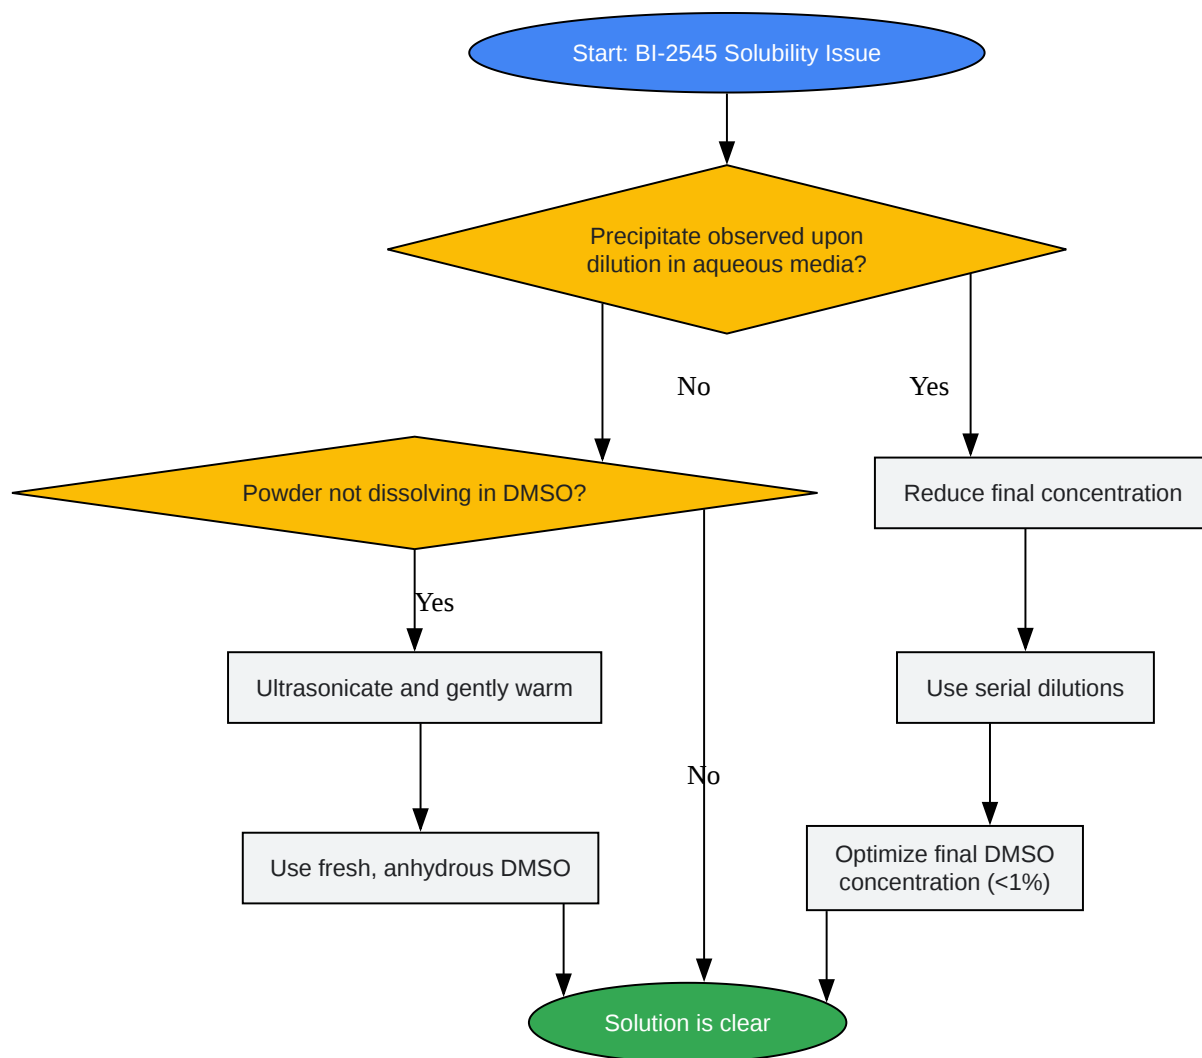 Start: BI-2545 Solubility Issue
Precipitate observed upon
dilution in aqueous media?
No
Yes
Powder not dissolving in DMSO?
Reduce final concentration
Yes
Ultrasonicate and gently warm
Use serial dilutions
No
Use fresh, anhydrous DMSO
Optimize final DMSO
concentration (<1%)
Solution is clear